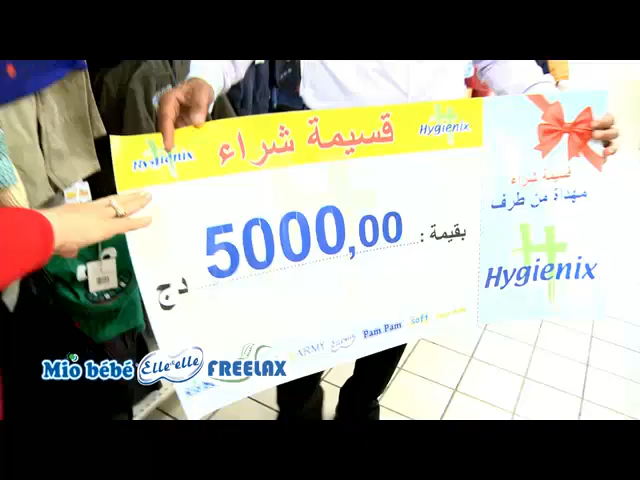 قسيمة شراء
Hygienix
Hygienix
قسيمة شراء
مهداة من طرف
بقيمة : 5000,00 دج
Hygienix
Pam Pam soft
Mio bébé Elle&elle FREELAX